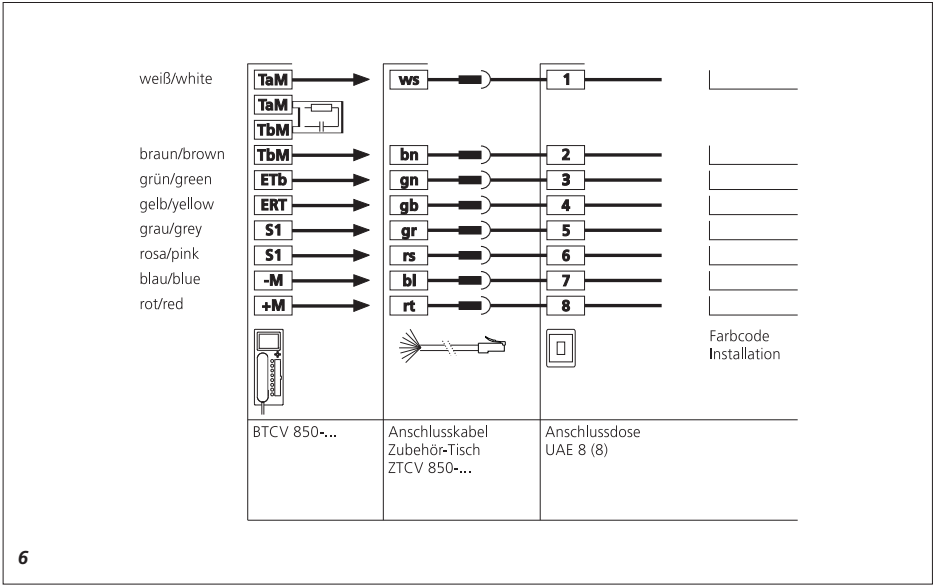 weiß/white TaM ws 1
TaM
TbM
braun/brown TbM bn 2
grün/green ETb gn 3
gelb/yellow ERT gb 4
grau/grey S1 gr 5
rosa/pink S1 rs 6
blau/blue -M bl 7
rot/red +M rt 8
Farbcode
Installation
BTCV 850-...
Anschlusskabel
Zubehör-Tisch
ZTCV 850-...
Anschlussdose
UAE 8 (8)
6